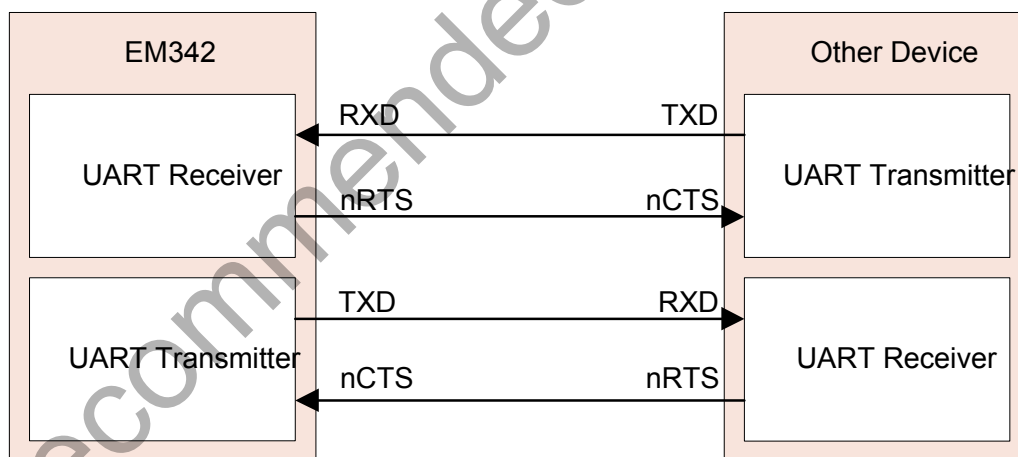 EM342
Other Device
RXD
TXD
UART Receiver
UART Transmitter
nRTS
nCTS
TXD
RXD
UART Transmitter
UART Receiver
nCTS
nRTS